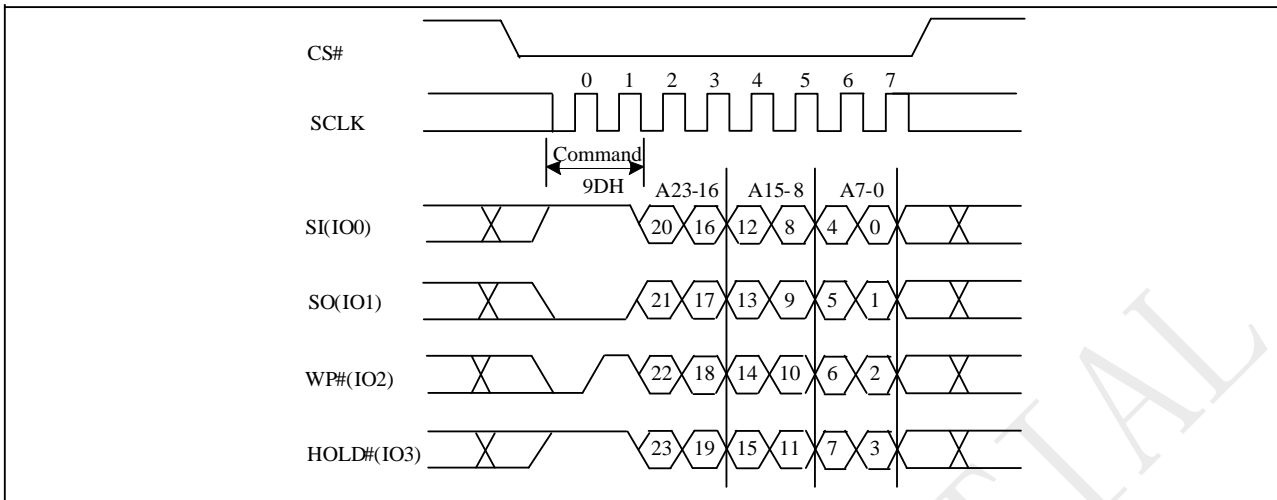 CS#
0 1 2 3 4 5 6 7
SCLK
Command
9DH
A23-16 A15-8 A7-0
SI(IO0) 20 16 12 8 4 0
SO(IO1) 21 17 13 9 5 1
WP#(IO2) 22 18 14 10 6 2
HOLD#(IO3) 23 19 15 11 7 3